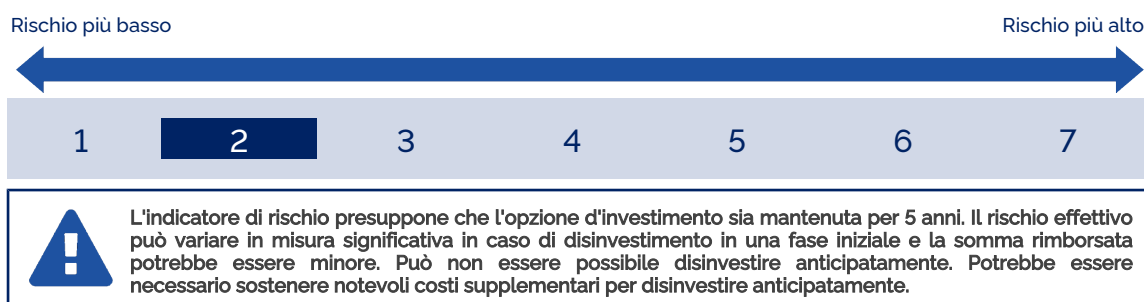 Rischio più basso Rischio più alto
1 2 3 4 5 6 7
L'indicatore di rischio presuppone che l'opzione d'investimento sia mantenuta per 5 anni. Il rischio effettivo
può variare in misura significativa in caso di disinvestimento in una fase iniziale e la somma rimborsata
potrebbe essere minore. Può non essere possibile disinvestire anticipatamente. Potrebbe essere
necessario sostenere notevoli costi supplementari per disinvestire anticipatamente.